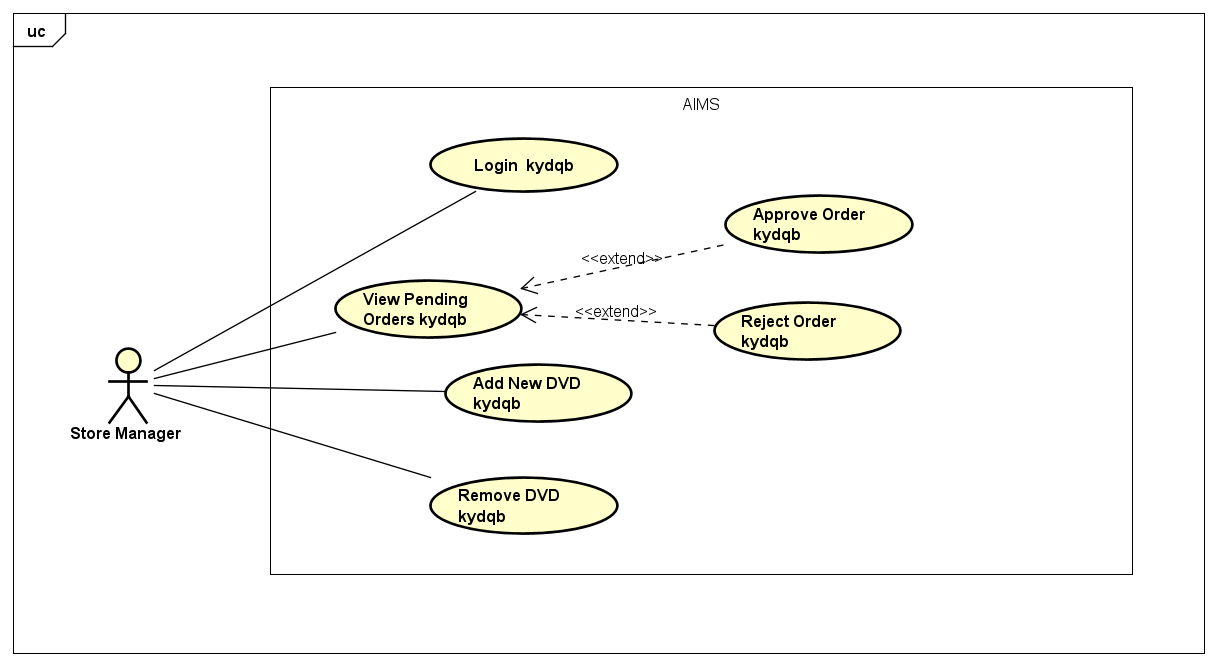 uc
AIMS
Login  kydqb
Approve Order
kydqb
<<extend>>
View Pending
Orders kydqb
<<extend>>
Reject Order
kydqb
Add New DVD
kydqb
Store Manager
Remove DVD
kydqb